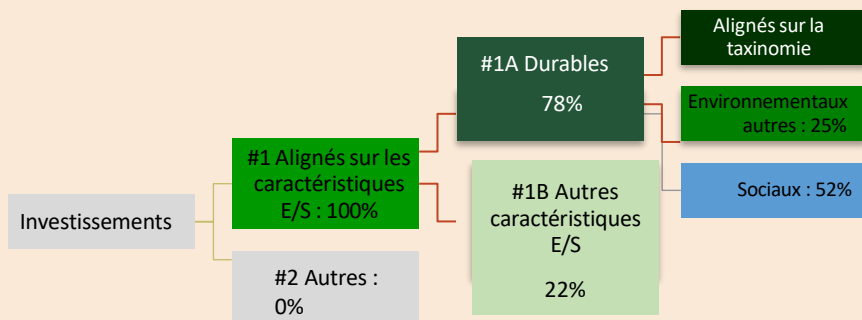 Investissements
#1 Alignés sur les
caractéristiques
E/S : 100%
#2 Autres :
0%
#1A Durables
78%
#1B Autres
caractéristiques
E/S
22%
Alignés sur la
taxinomie
Environnementaux
autres : 25%
Sociaux : 52%